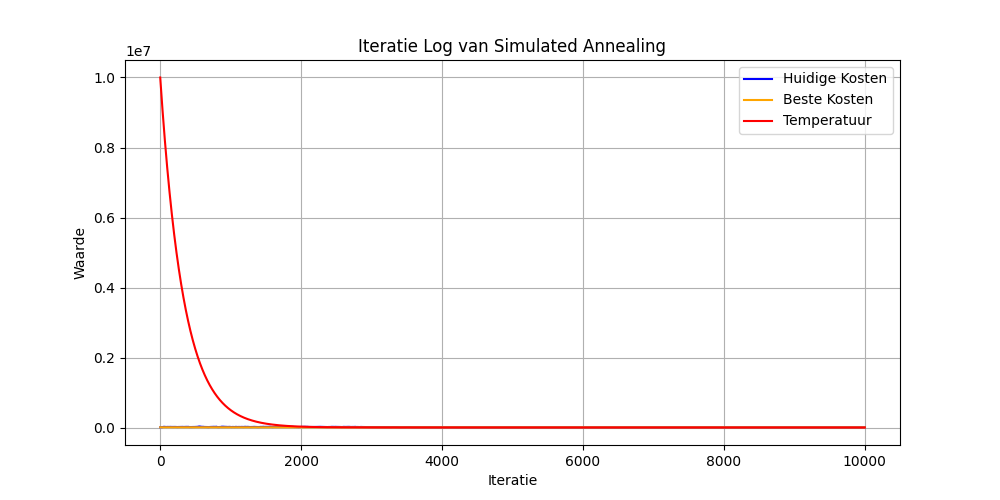 Iteratie Log van Simulated Annealing
1e7
1.0
0.8
0.6
0.4
0.2
0.0
Waarde
Huidige Kosten
Beste Kosten
Temperatuur
0 2000 4000 6000 8000 10000
Iteratie